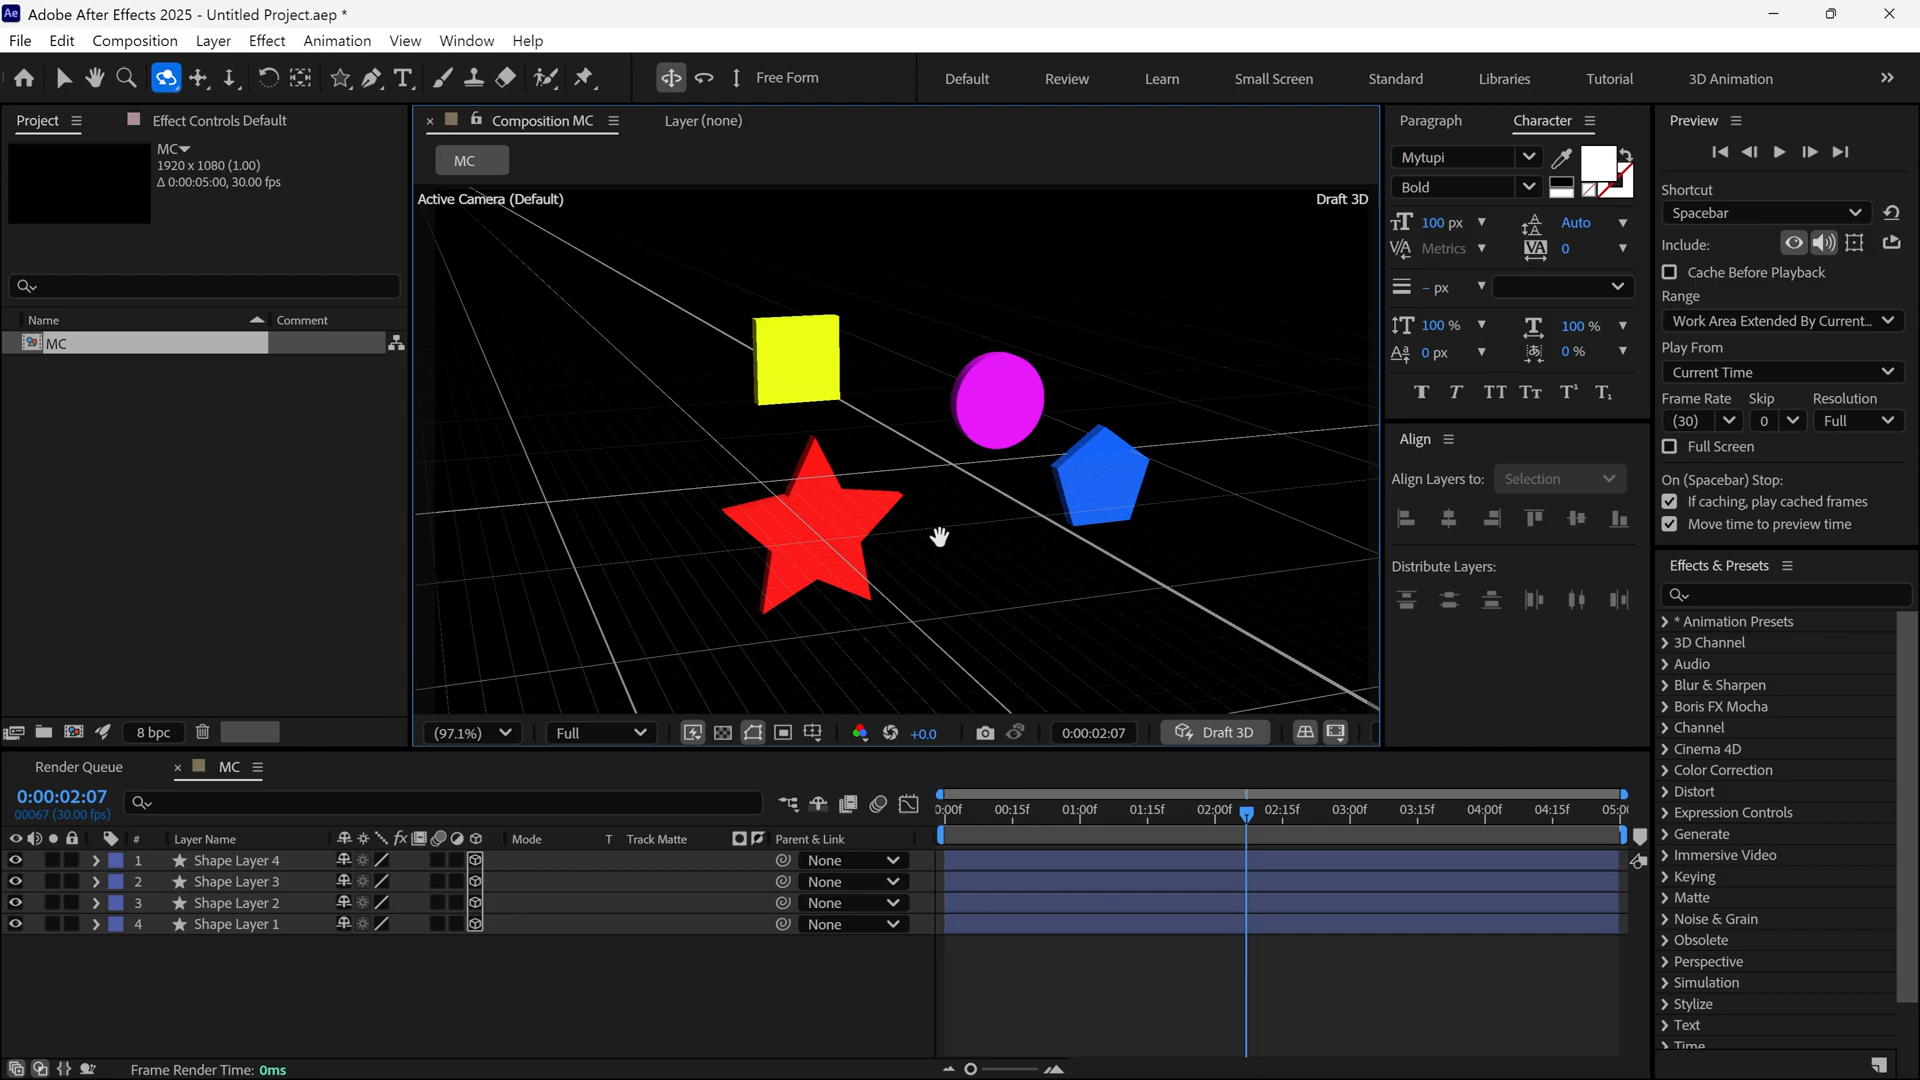 Adobe After Effects 2025 - Untitled Project.aep *
File Edit Composition Layer Effect Animation View Window Help
Free Form
Default Review Learn Small Screen Standard Libraries Tutorial 3D Animation
Project
Effect Controls Default
MC
1920 x 1080 (1.00)
Δ 0:00:05:00, 30.00 fps
Name Comment
MC
8 bpc
Composition MC
Layer (none)
MC
Active Camera (Default)
Draft 3D
(97.1%)
Full
+0.0
0:00:02:07
Draft 3D
Paragraph Character
Mytupi
Bold
100 px
Auto
Metrics
0
– px
100 %
100 %
0 px
0 %
Align
Align Layers to: Selection
Distribute Layers:
Preview
Shortcut
Spacebar
Include:
Cache Before Playback
Range
Work Area Extended By Current...
Play From
Current Time
Frame Rate Skip Resolution
(30) 0 Full
Full Screen
On (Spacebar) Stop:
If caching, play cached frames
Move time to preview time
Effects & Presets
* Animation Presets
3D Channel
Audio
Blur & Sharpen
Boris FX Mocha
Channel
Cinema 4D
Color Correction
Distort
Expression Controls
Generate
Immersive Video
Keying
Matte
Noise & Grain
Obsolete
Perspective
Simulation
Stylize
Text
Time
Render Queue
MC
0:00:02:07
00067 (30.00 fps)
# Layer Name Mode T Track Matte Parent & Link
1 Shape Layer 4 None
2 Shape Layer 3 None
3 Shape Layer 2 None
4 Shape Layer 1 None
0:00f 00:15f 01:00f 01:15f 02:00f 02:15f 03:00f 03:15f 04:00f 04:15f 05:00
Frame Render Time: 0ms